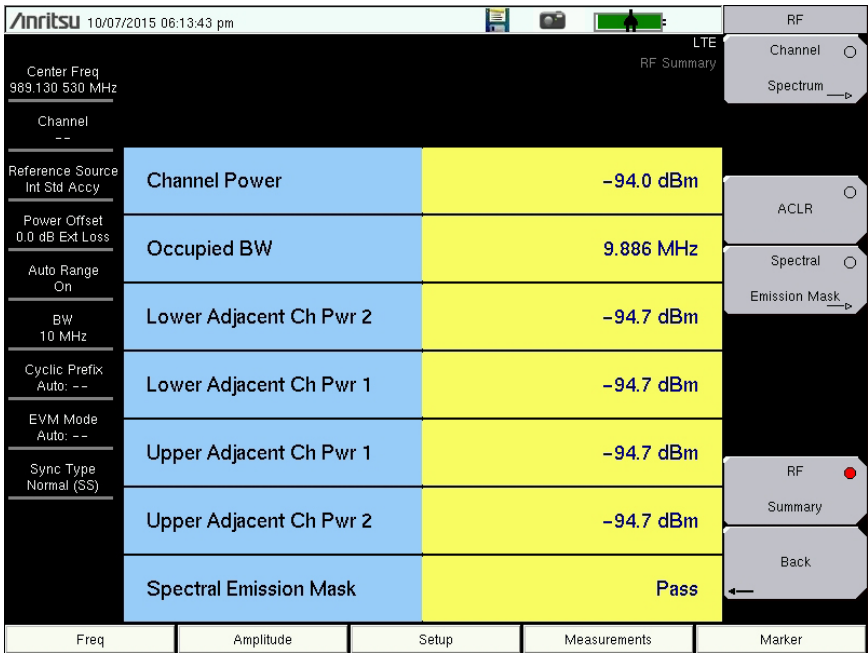 Anritsu 10/07/2015 06:13:43 pm
LTE
RF Summary
Center Freq
989.130 530 MHz
Channel
--
Reference Source
Int Std Accy
Power Offset
0.0 dB Ext Loss
Auto Range
On
BW
10 MHz
Cyclic Prefix
Auto: --
EVM Mode
Auto: --
Sync Type
Normal (SS)
Channel Power -94.0 dBm
Occupied BW 9.886 MHz
Lower Adjacent Ch Pwr 2 -94.7 dBm
Lower Adjacent Ch Pwr 1 -94.7 dBm
Upper Adjacent Ch Pwr 1 -94.7 dBm
Upper Adjacent Ch Pwr 2 -94.7 dBm
Spectral Emission Mask Pass
RF
Channel
Spectrum
ACLR
Spectral
Emission Mask
RF
Summary
Back
Freq Amplitude Setup Measurements Marker